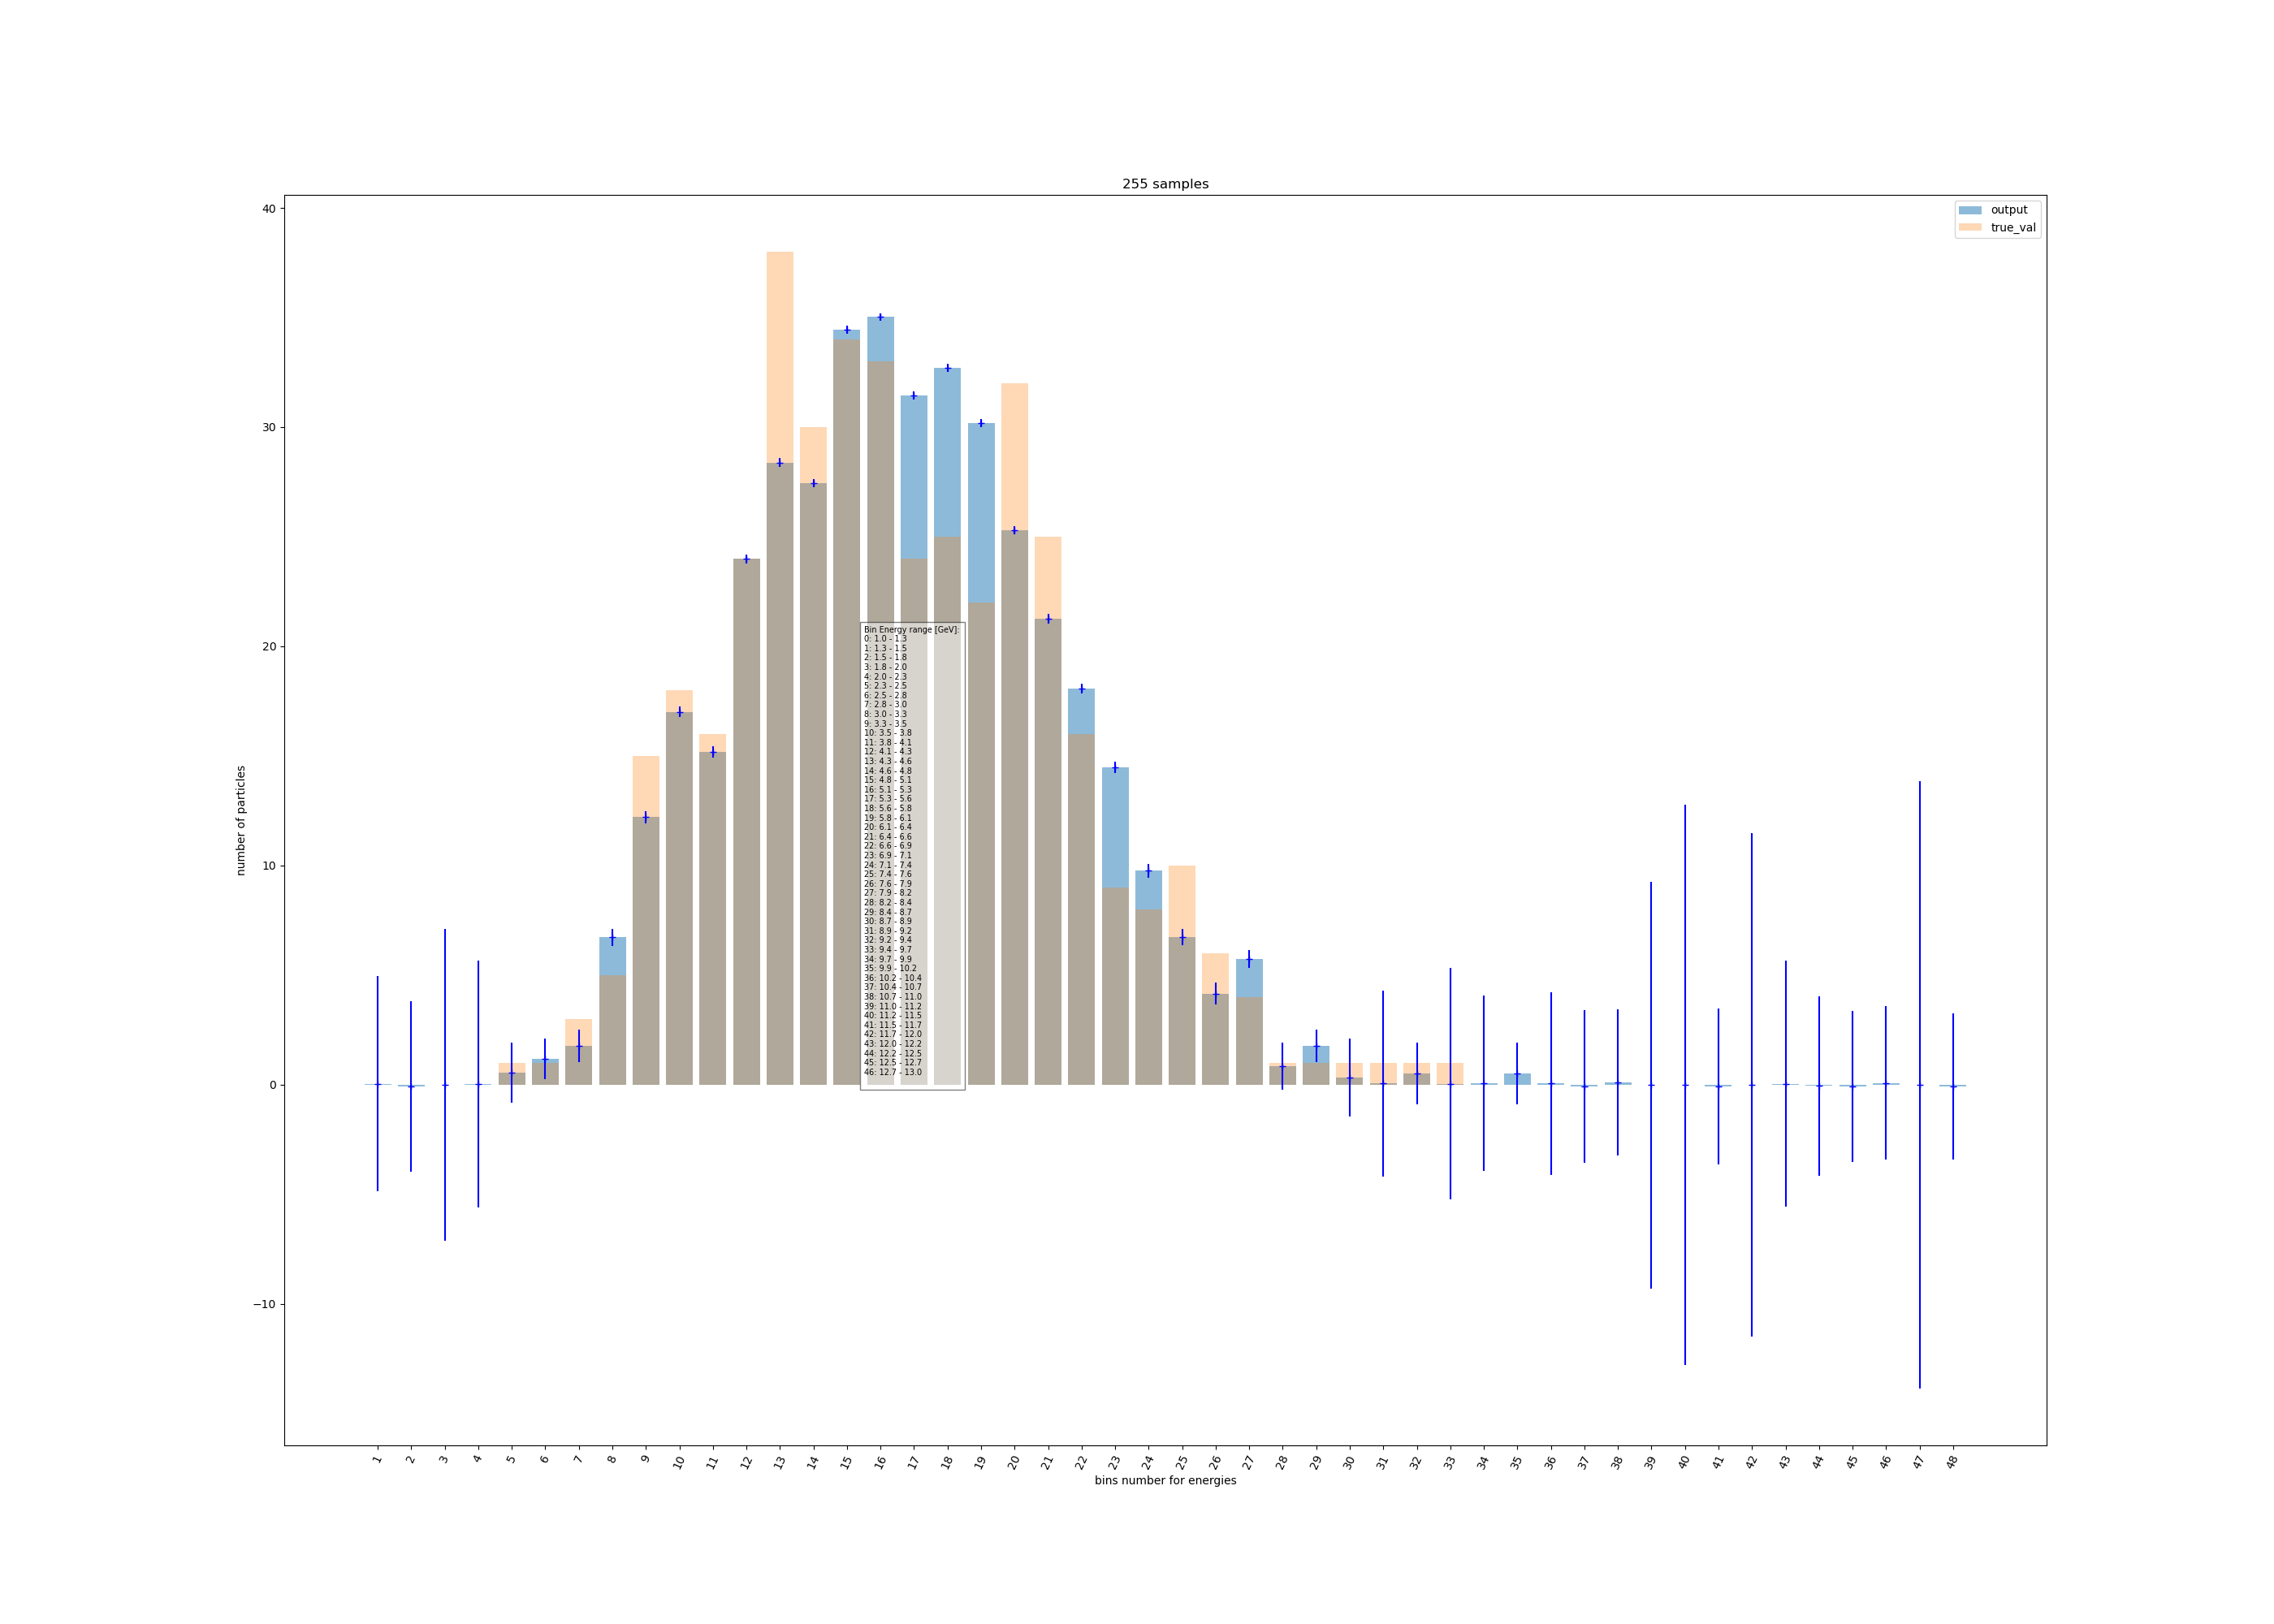 255 samples
output
true_val
40
30
20
10
0
−10
number of particles
Bin Energy range [GeV]:
0: 1.0 - 1.3
1: 1.3 - 1.5
2: 1.5 - 1.8
3: 1.8 - 2.0
4: 2.0 - 2.3
5: 2.3 - 2.5
6: 2.5 - 2.8
7: 2.8 - 3.0
8: 3.0 - 3.3
9: 3.3 - 3.5
10: 3.5 - 3.8
11: 3.8 - 4.1
12: 4.1 - 4.3
13: 4.3 - 4.6
14: 4.6 - 4.8
15: 4.8 - 5.1
16: 5.1 - 5.3
17: 5.3 - 5.6
18: 5.6 - 5.8
19: 5.8 - 6.1
20: 6.1 - 6.4
21: 6.4 - 6.6
22: 6.6 - 6.9
23: 6.9 - 7.1
24: 7.1 - 7.4
25: 7.4 - 7.6
26: 7.6 - 7.9
27: 7.9 - 8.2
28: 8.2 - 8.4
29: 8.4 - 8.7
30: 8.7 - 8.9
31: 8.9 - 9.2
32: 9.2 - 9.4
33: 9.4 - 9.7
34: 9.7 - 9.9
35: 9.9 - 10.2
36: 10.2 - 10.4
37: 10.4 - 10.7
38: 10.7 - 11.0
39: 11.0 - 11.2
40: 11.2 - 11.5
41: 11.5 - 11.7
42: 11.7 - 12.0
43: 12.0 - 12.2
44: 12.2 - 12.5
45: 12.5 - 12.7
46: 12.7 - 13.0
1 2 3 4 5 6 7 8 9 10 11 12 13 14 15 16 17 18 19 20 21 22 23 24 25 26 27 28 29 30 31 32 33 34 35 36 37 38 39 40 41 42 43 44 45 46 47 48
bins number for energies